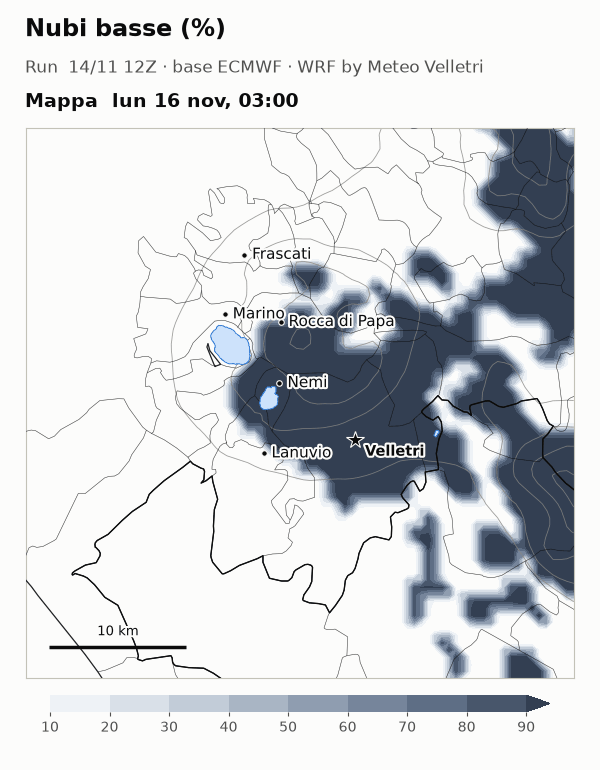 Nubi basse (%)
Run  14/11 12Z · base ECMWF · WRF by Meteo Velletri
Mappa  lun 16 nov, 03:00
Frascati
Marino
Rocca di Papa
Nemi
Velletri
Lanuvio
10 km
10 20 30 40 50 60 70 80 90